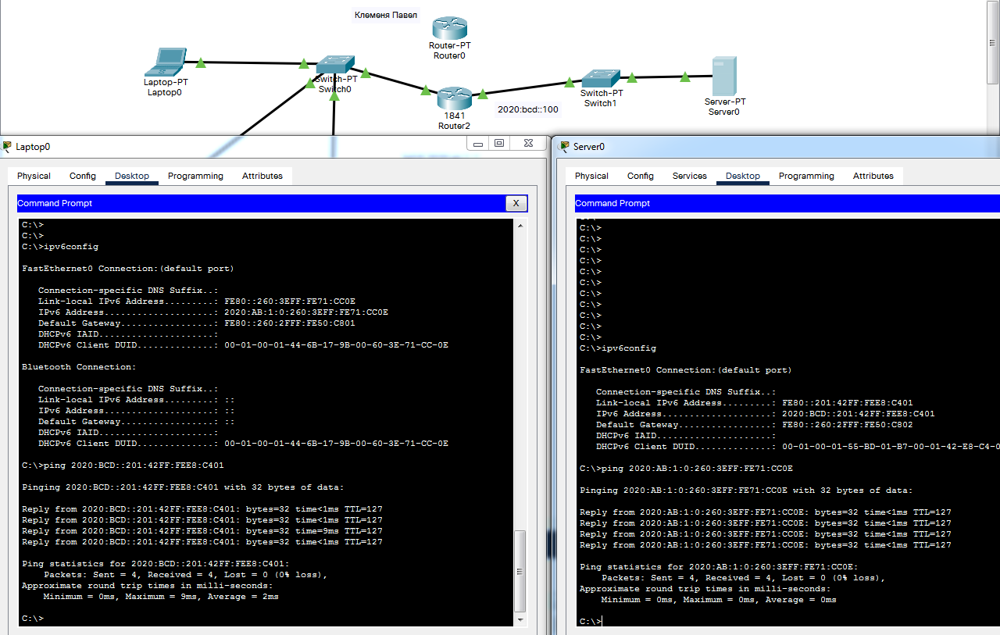 Клеменя Павел
Router-PT
Router0
Laptop-PT
Laptop0
Switch-PT
Switch0
1841
Router2
2020:bcd::100
Switch-PT
Switch1
Server-PT
Server0
Laptop0
Physical Config Desktop Programming Attributes
Command Prompt
X
C:\>
C:\>
C:\>ipv6config
FastEthernet0 Connection:(default port)
Connection-specific DNS Suffix..:
Link-local IPv6 Address.........: FE80::260:3EFF:FE71:CC0E
IPv6 Address....................: 2020:AB:1:0:260:3EFF:FE71:CC0E
Default Gateway.................: FE80::260:2FFF:FE50:C801
DHCPv6 IAID.....................:
DHCPv6 Client DUID..............: 00-01-00-01-44-6B-17-9B-00-60-3E-71-CC-0E
Bluetooth Connection:
Connection-specific DNS Suffix..:
Link-local IPv6 Address.........: ::
IPv6 Address....................: ::
Default Gateway.................: ::
DHCPv6 IAID.....................:
DHCPv6 Client DUID..............: 00-01-00-01-44-6B-17-9B-00-60-3E-71-CC-0E
C:\>ping 2020:BCD::201:42FF:FEE8:C401
Pinging 2020:BCD::201:42FF:FEE8:C401 with 32 bytes of data:
Reply from 2020:BCD::201:42FF:FEE8:C401: bytes=32 time<1ms TTL=127
Reply from 2020:BCD::201:42FF:FEE8:C401: bytes=32 time<1ms TTL=127
Reply from 2020:BCD::201:42FF:FEE8:C401: bytes=32 time=9ms TTL=127
Reply from 2020:BCD::201:42FF:FEE8:C401: bytes=32 time<1ms TTL=127
Ping statistics for 2020:BCD::201:42FF:FEE8:C401:
Packets: Sent = 4, Received = 4, Lost = 0 (0% loss),
Approximate round trip times in milli-seconds:
Minimum = 0ms, Maximum = 9ms, Average = 2ms
C:\>
Server0
Physical Config Services Desktop Programming Attributes
Command Prompt
C:\>
C:\>
C:\>
C:\>
C:\>
C:\>
C:\>
C:\>
C:\>
C:\>
C:\>
C:\>
C:\>ipv6config
FastEthernet0 Connection:(default port)
Connection-specific DNS Suffix..:
Link-local IPv6 Address.........: FE80::201:42FF:FEE8:C401
IPv6 Address....................: 2020:BCD::201:42FF:FEE8:C401
Default Gateway.................: FE80::260:2FFF:FE50:C802
DHCPv6 IAID.....................:
DHCPv6 Client DUID..............: 00-01-00-01-55-BD-01-B7-00-01-42-E8-C4-0
C:\>ping 2020:AB:1:0:260:3EFF:FE71:CC0E
Pinging 2020:AB:1:0:260:3EFF:FE71:CC0E with 32 bytes of data:
Reply from 2020:AB:1:0:260:3EFF:FE71:CC0E: bytes=32 time<1ms TTL=127
Reply from 2020:AB:1:0:260:3EFF:FE71:CC0E: bytes=32 time<1ms TTL=127
Reply from 2020:AB:1:0:260:3EFF:FE71:CC0E: bytes=32 time<1ms TTL=127
Reply from 2020:AB:1:0:260:3EFF:FE71:CC0E: bytes=32 time<1ms TTL=127
Ping statistics for 2020:AB:1:0:260:3EFF:FE71:CC0E:
Packets: Sent = 4, Received = 4, Lost = 0 (0% loss),
Approximate round trip times in milli-seconds:
Minimum = 0ms, Maximum = 0ms, Average = 0ms
C:\>